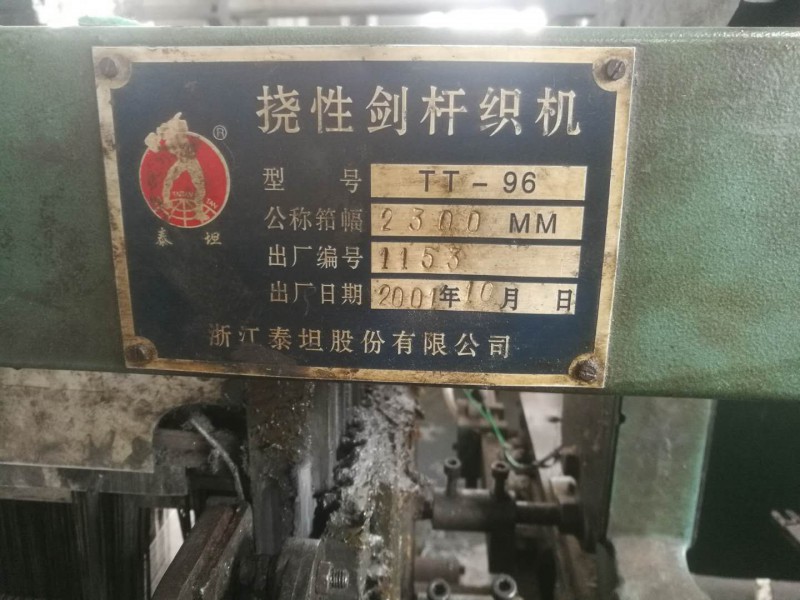 挠性剑杆织机
®
泰坦
型号 TT-96
公称筘幅 2300 MM
出厂编号 1153
出厂日期 2001年10月 日
浙江泰坦股份有限公司